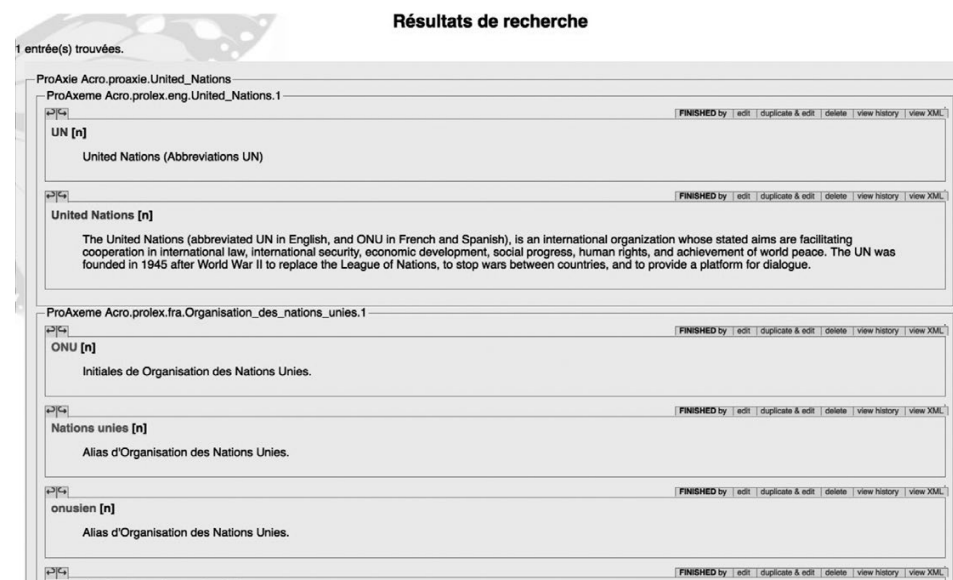 Résultats de recherche
1 entrée(s) trouvées.
ProAxie Acro.proaxie.United_Nations
ProAxeme Acro.prolex.eng.United_Nations.1
FINISHED by | edit | duplicate & edit | delete | view history | view XML
UN [n]
United Nations (Abbreviations UN)
FINISHED by | edit | duplicate & edit | delete | view history | view XML
United Nations [n]
The United Nations (abbreviated UN in English, and ONU in French and Spanish), is an international organization whose stated aims are facilitating
cooperation in international law, international security, economic development, social progress, human rights, and achievement of world peace. The UN was
founded in 1945 after World War II to replace the League of Nations, to stop wars between countries, and to provide a platform for dialogue.
ProAxeme Acro.prolex.fra.Organisation_des_nations_unies.1
FINISHED by | edit | duplicate & edit | delete | view history | view XML
ONU [n]
Initiales de Organisation des Nations Unies.
FINISHED by | edit | duplicate & edit | delete | view history | view XML
Nations unies [n]
Alias d'Organisation des Nations Unies.
FINISHED by | edit | duplicate & edit | delete | view history | view XML
onusien [n]
Alias d'Organisation des Nations Unies.
FINISHED by | edit | duplicate & edit | delete | view history | view XML